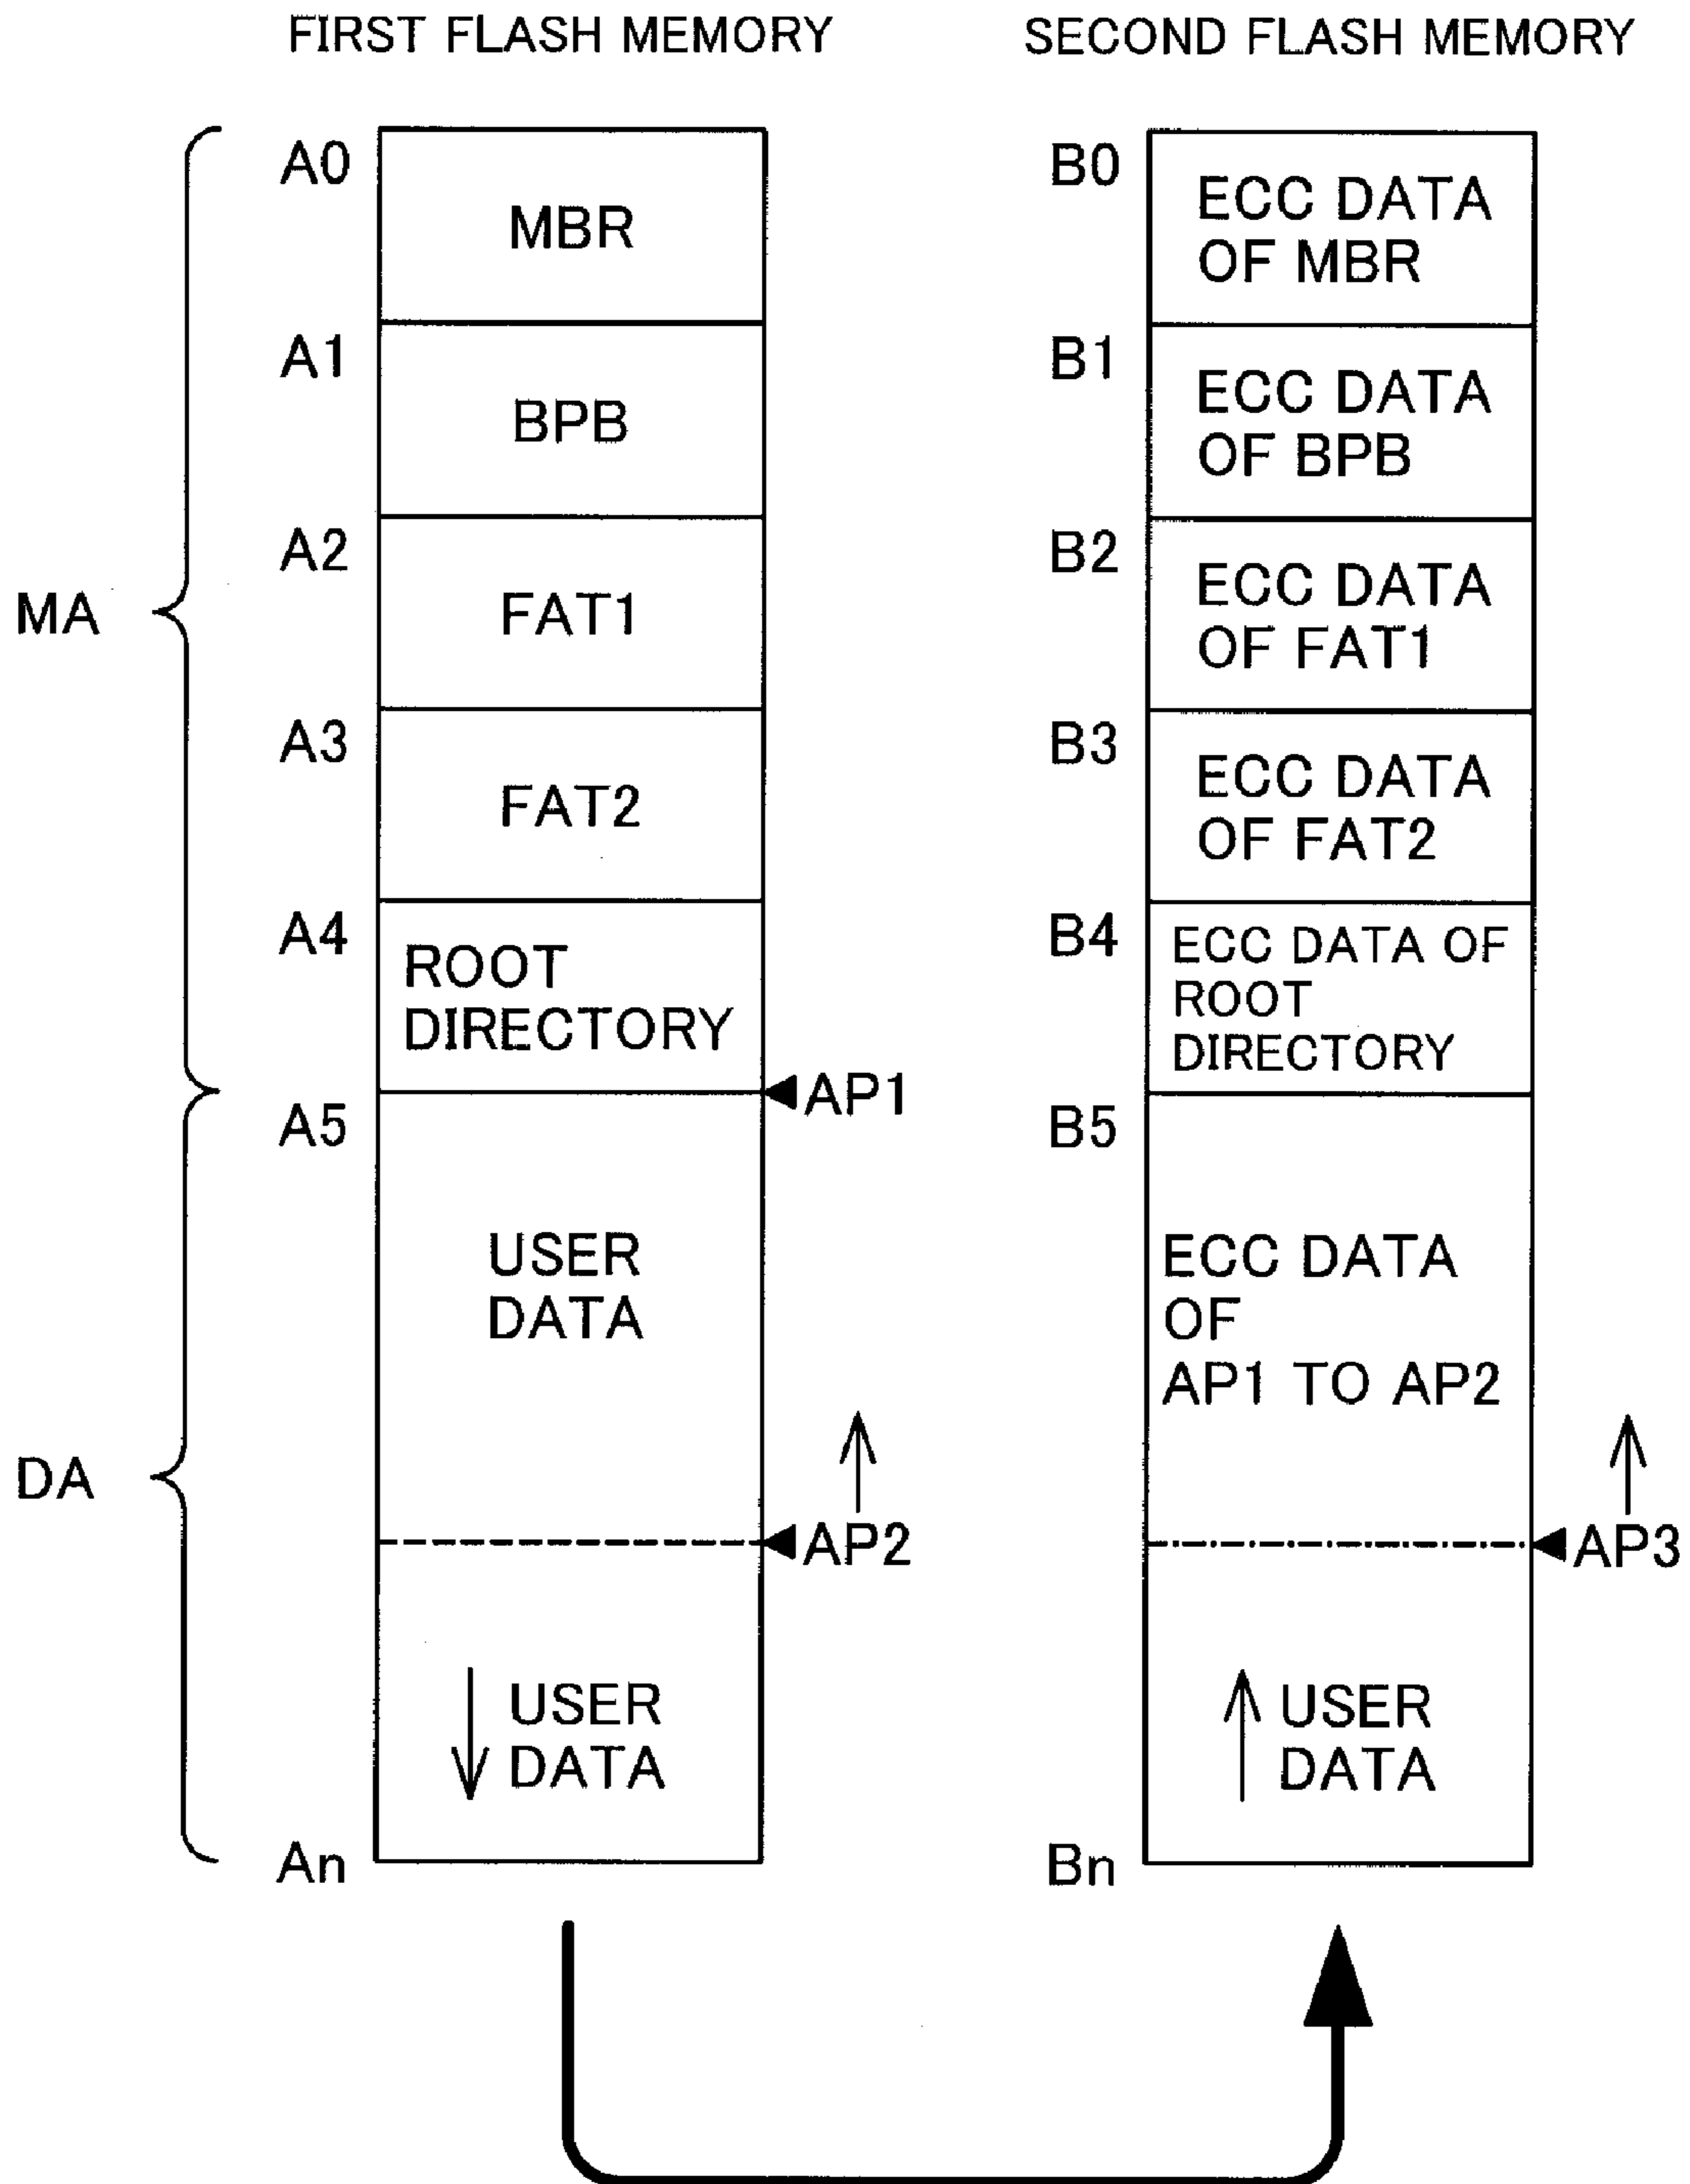 FIRST FLASH MEMORY
SECOND FLASH MEMORY
A0
MBR
A1
BPB
A2
FAT1
MA
A3
FAT2
A4
ROOT
DIRECTORY
AP1
A5
USER
DATA
DA
AP2
USER
DATA
An
B0
ECC DATA
OF MBR
B1
ECC DATA
OF BPB
B2
ECC DATA
OF FAT1
B3
ECC DATA
OF FAT2
B4
ECC DATA OF
ROOT
DIRECTORY
B5
ECC DATA
OF
AP1 TO AP2
AP3
USER
DATA
Bn